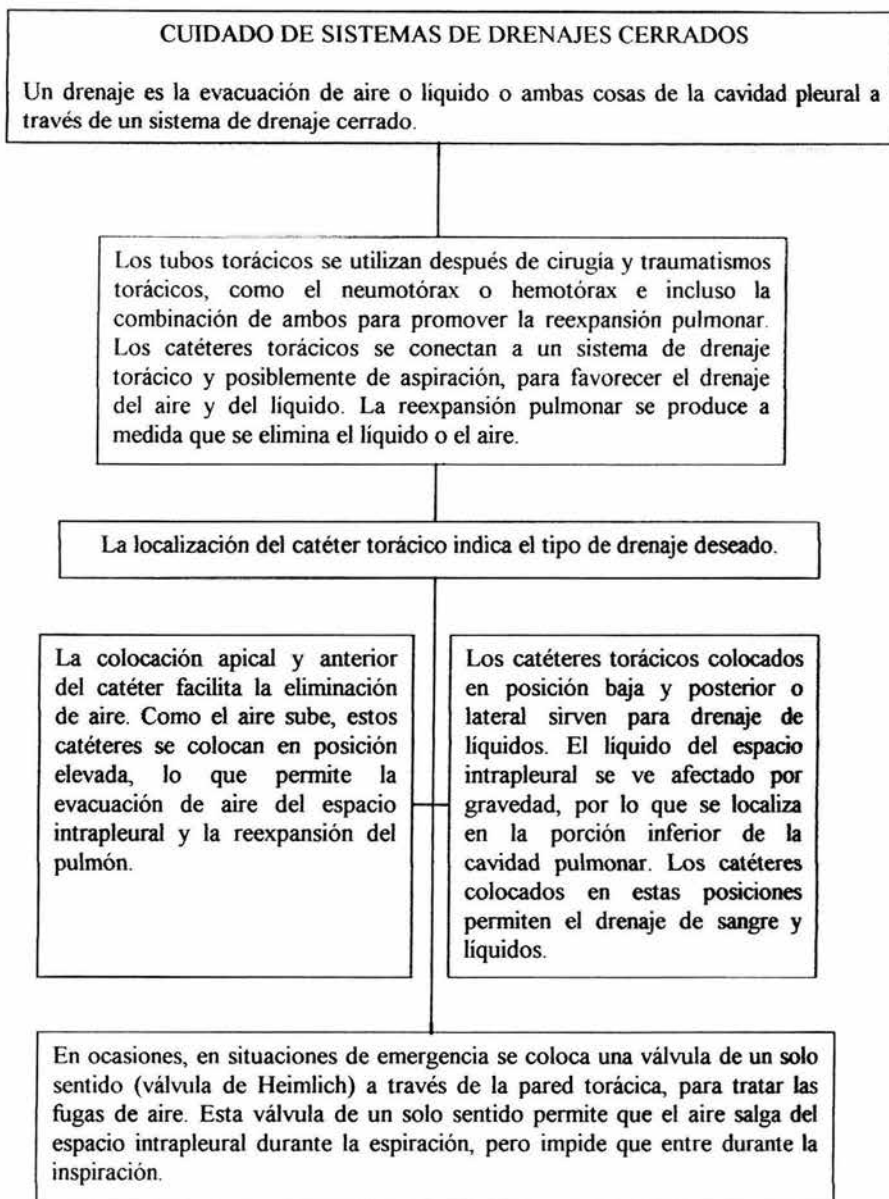 CUIDADO DE SISTEMAS DE DRENAJES CERRADOS
Un drenaje es la evacuación de aire o líquido o ambas cosas de la cavidad pleural a
través de un sistema de drenaje cerrado.
Los tubos torácicos se utilizan después de cirugía y traumatismos
torácicos, como el neumotórax o hemotórax e incluso la
combinación de ambos para promover la reexpansión pulmonar.
Los catéteres torácicos se conectan a un sistema de drenaje
torácico y posiblemente de aspiración, para favorecer el drenaje
del aire y del líquido. La reexpansión pulmonar se produce a
medida que se elimina el líquido o el aire.
La localización del catéter torácico indica el tipo de drenaje deseado.
La colocación apical y anterior
del catéter facilita la eliminación
de aire. Como el aire sube, estos
catéteres se colocan en posición
elevada, lo que permite la
evacuación de aire del espacio
intrapleural y la reexpansión del
pulmón.
Los catéteres torácicos colocados
en posición baja y posterior o
lateral sirven para drenaje de
líquidos. El líquido del espacio
intrapleural se ve afectado por
gravedad, por lo que se localiza
en la porción inferior de la
cavidad pulmonar. Los catéteres
colocados en estas posiciones
permiten el drenaje de sangre y
líquidos.
En ocasiones, en situaciones de emergencia se coloca una válvula de un solo
sentido (válvula de Heimlich) a través de la pared torácica, para tratar las
fugas de aire. Esta válvula de un solo sentido permite que el aire salga del
espacio intrapleural durante la espiración, pero impide que entre durante la
inspiración.